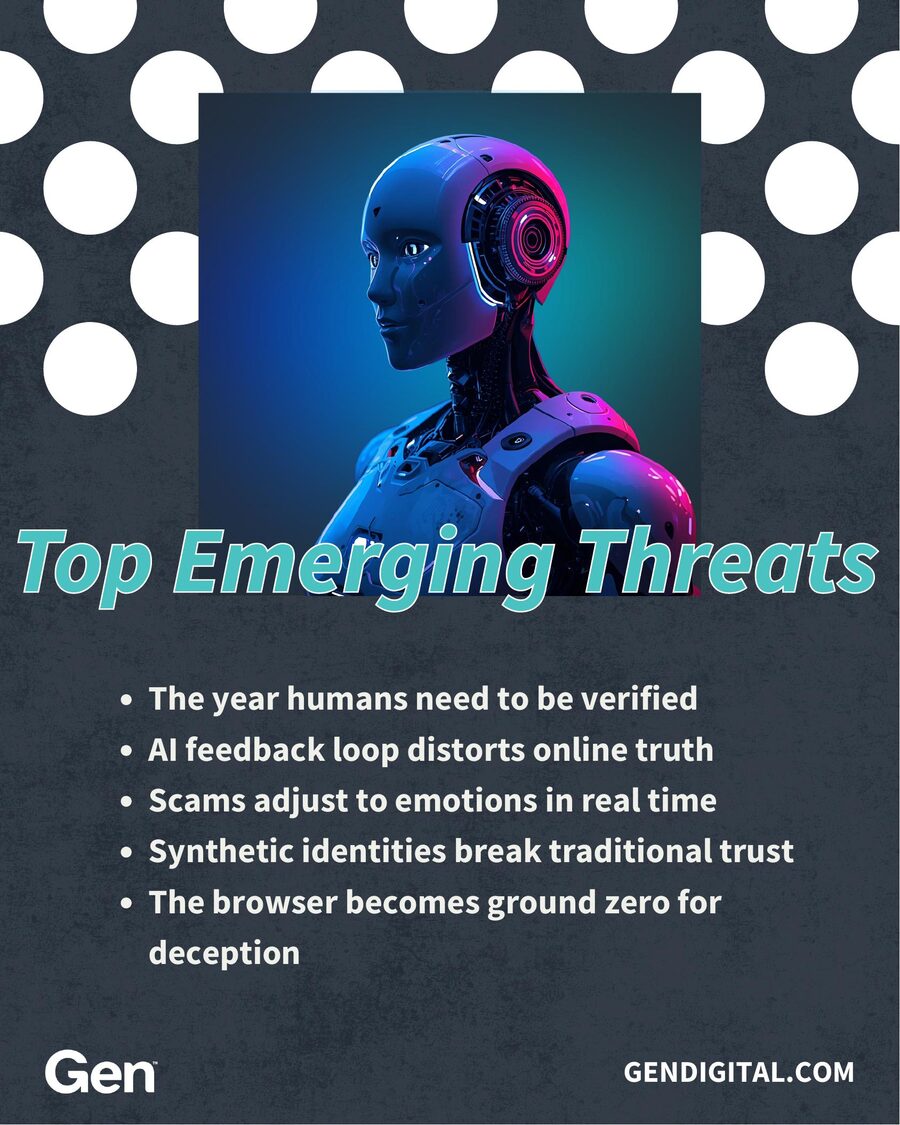 Top Emerging Threats
• The year humans need to be verified
• AI feedback loop distorts online truth
• Scams adjust to emotions in real time
• Synthetic identities break traditional trust
• The browser becomes ground zero for
deception
Gen™
GENDIGITAL.COM